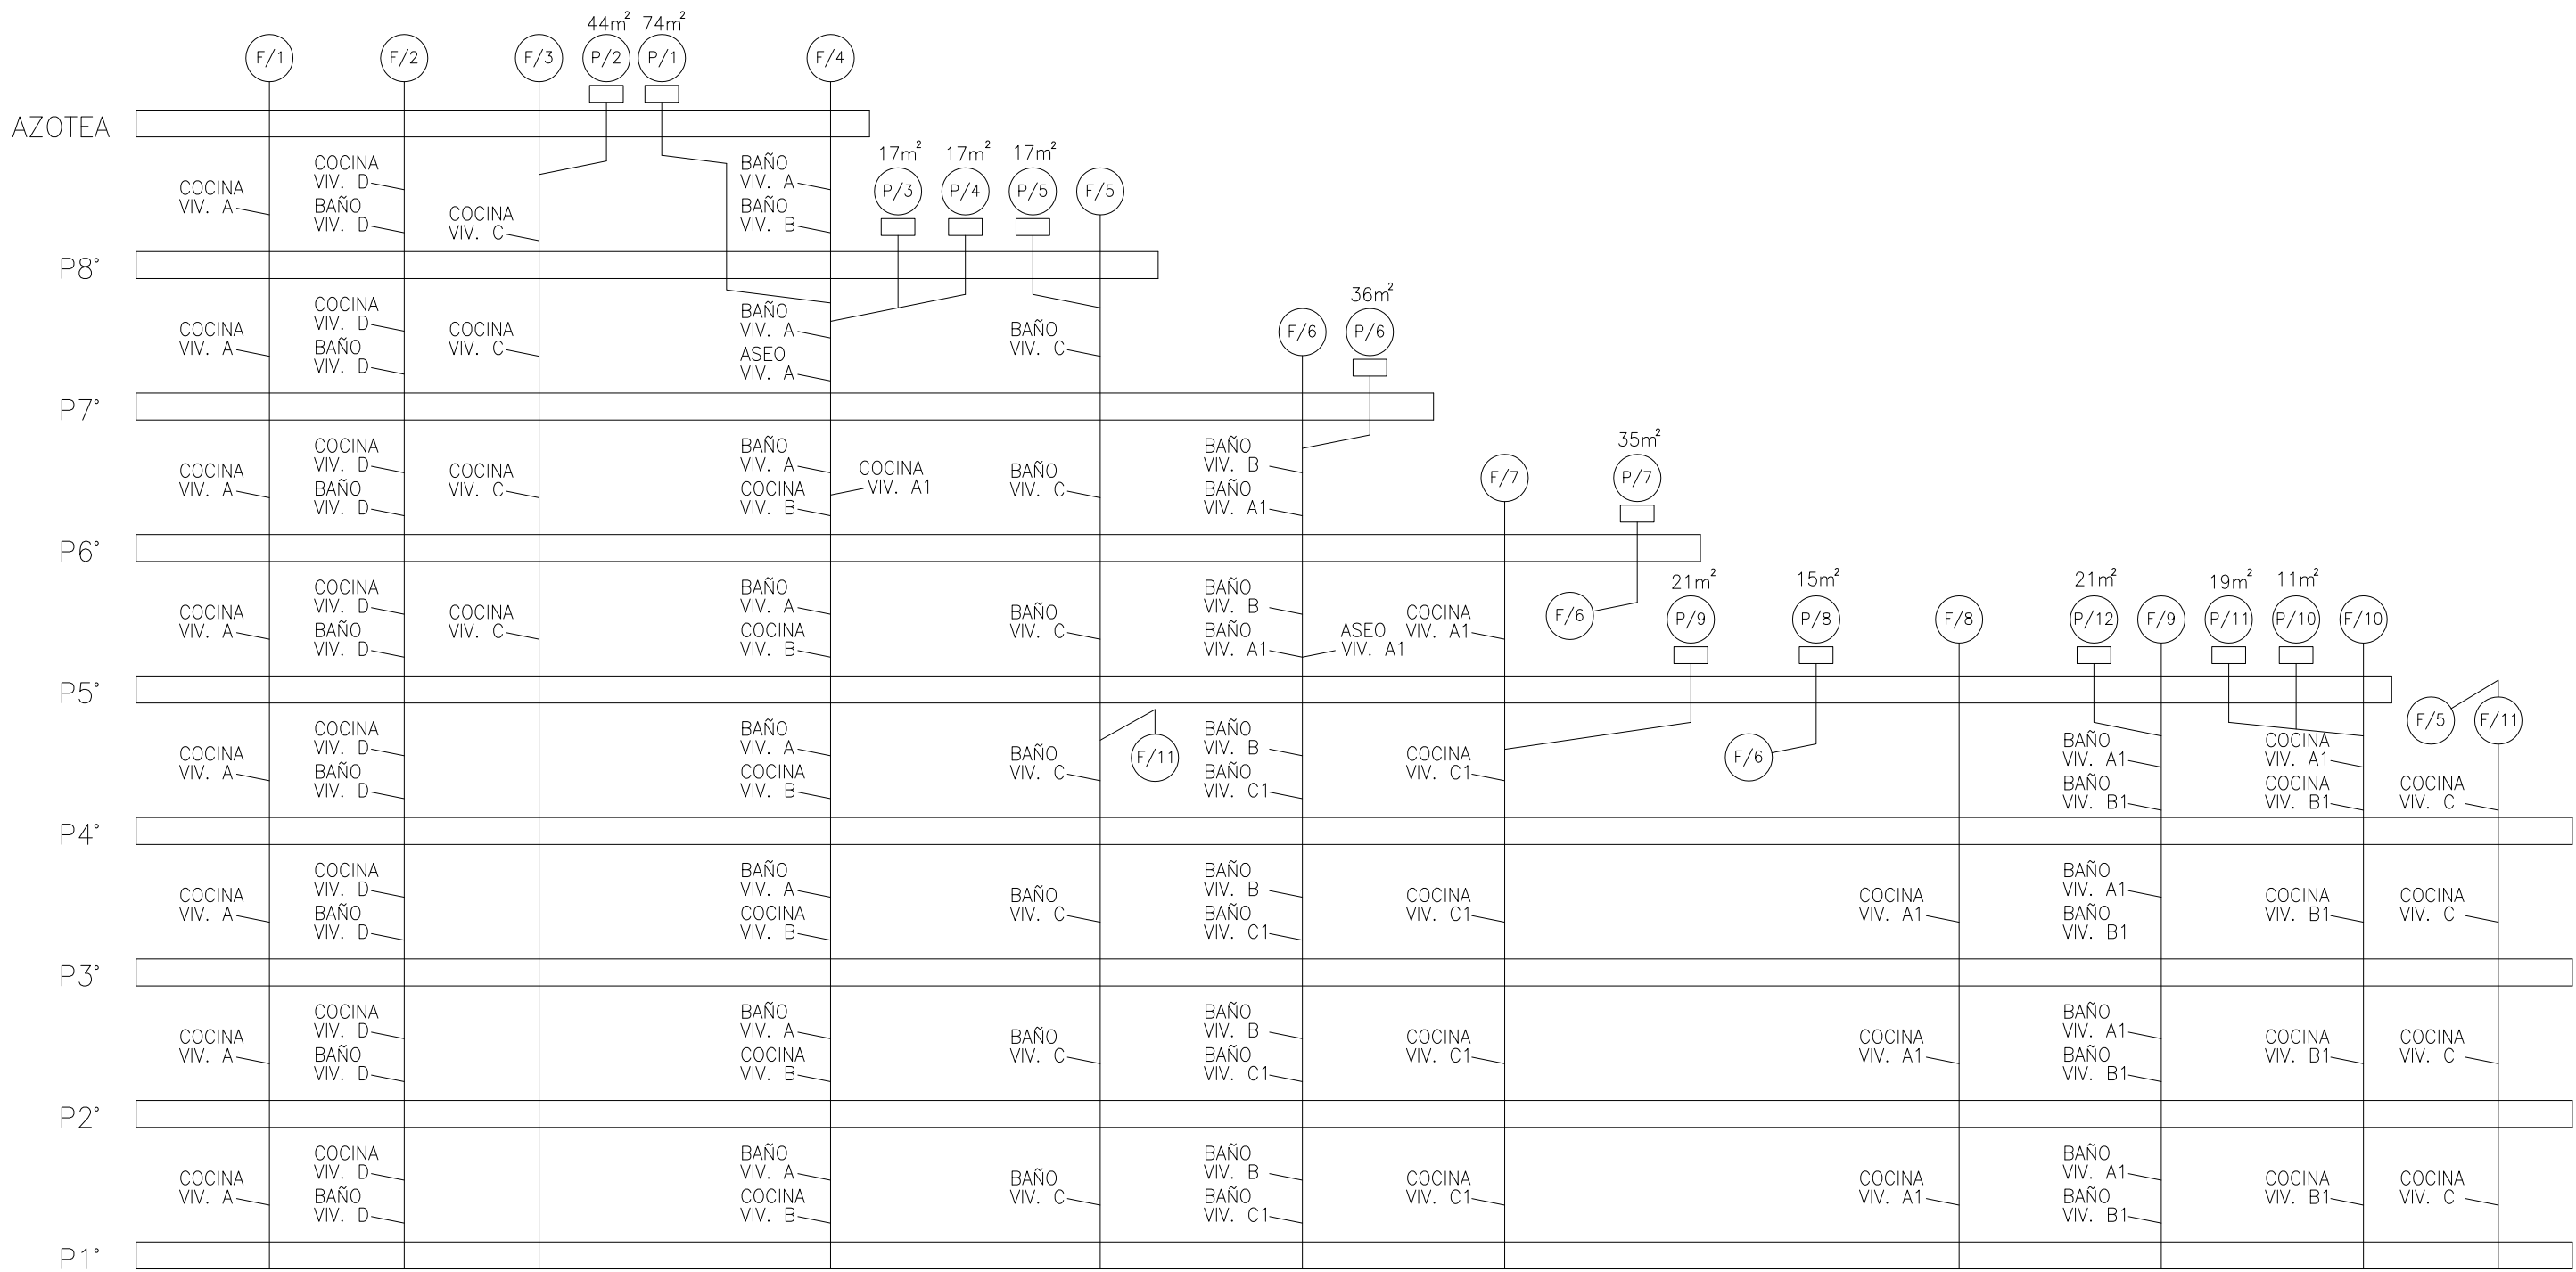 44m² 74m²
F/1 F/2 F/3 P/2 P/1 F/4
AZOTEA
17m² 17m² 17m²
P/3 P/4 P/5 F/5
COCINA
VIV. A
COCINA
VIV. D
BAÑO
VIV. D
COCINA
VIV. C
BAÑO
VIV. A
BAÑO
VIV. B
P8°
36m²
F/6 P/6
COCINA
VIV. A
COCINA
VIV. D
BAÑO
VIV. D
COCINA
VIV. C
BAÑO
VIV. A
ASEO
VIV. A
BAÑO
VIV. C
P7°
35m²
F/7 P/7
COCINA
VIV. A
COCINA
VIV. D
BAÑO
VIV. D
COCINA
VIV. C
BAÑO
VIV. A
COCINA
VIV. B
COCINA
VIV. A1
BAÑO
VIV. C
BAÑO
VIV. B
BAÑO
VIV. A1
P6°
21m² 15m² 21m² 19m² 11m²
F/6 P/9 P/8 F/8 P/12 F/9 P/11 P/10 F/10
COCINA
VIV. A
COCINA
VIV. D
BAÑO
VIV. D
COCINA
VIV. C
BAÑO
VIV. A
COCINA
VIV. B
BAÑO
VIV. C
BAÑO
VIV. B
BAÑO
VIV. A1
ASEO
VIV. A1
COCINA
VIV. A1
P5°
F/5 F/11
F/11 F/6
COCINA
VIV. A
COCINA
VIV. D
BAÑO
VIV. D
BAÑO
VIV. A
COCINA
VIV. B
BAÑO
VIV. C
BAÑO
VIV. B
BAÑO
VIV. C1
COCINA
VIV. C1
BAÑO
VIV. A1
BAÑO
VIV. B1
COCINA
VIV. A1
COCINA
VIV. B1
COCINA
VIV. C
P4°
COCINA
VIV. A
COCINA
VIV. D
BAÑO
VIV. D
BAÑO
VIV. A
COCINA
VIV. B
BAÑO
VIV. C
BAÑO
VIV. B
BAÑO
VIV. C1
COCINA
VIV. C1
COCINA
VIV. A1
BAÑO
VIV. A1
BAÑO
VIV. B1
COCINA
VIV. B1
COCINA
VIV. C
P3°
COCINA
VIV. A
COCINA
VIV. D
BAÑO
VIV. D
BAÑO
VIV. A
COCINA
VIV. B
BAÑO
VIV. C
BAÑO
VIV. B
BAÑO
VIV. C1
COCINA
VIV. C1
COCINA
VIV. A1
BAÑO
VIV. A1
BAÑO
VIV. B1
COCINA
VIV. B1
COCINA
VIV. C
P2°
COCINA
VIV. A
COCINA
VIV. D
BAÑO
VIV. D
BAÑO
VIV. A
COCINA
VIV. B
BAÑO
VIV. C
BAÑO
VIV. B
BAÑO
VIV. C1
COCINA
VIV. C1
COCINA
VIV. A1
BAÑO
VIV. A1
BAÑO
VIV. B1
COCINA
VIV. B1
COCINA
VIV. C
P1°